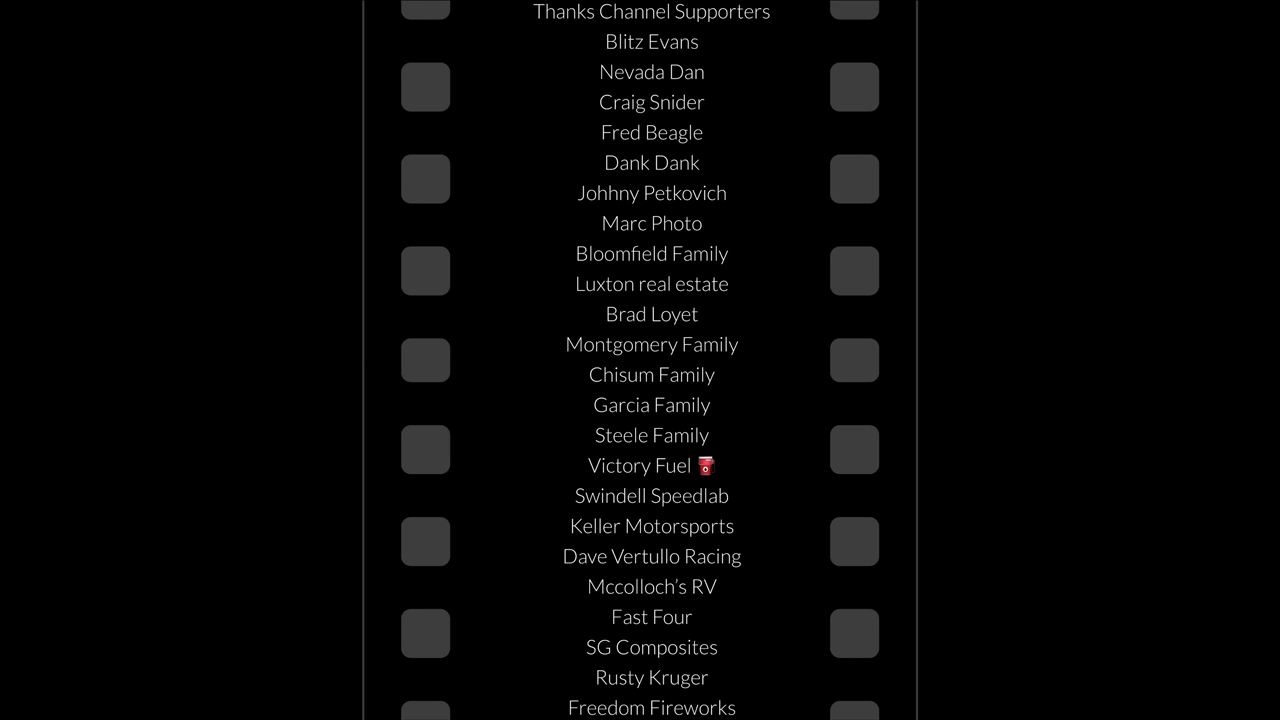 Thanks Channel Supporters
Blitz Evans
Nevada Dan
Craig Snider
Fred Beagle
Dank Dank
Johhny Petkovich
Marc Photo
Bloomfield Family
Luxton real estate
Brad Loyet
Montgomery Family
Chisum Family
Garcia Family
Steele Family
Victory Fuel
Swindell Speedlab
Keller Motorsports
Dave Vertullo Racing
Mccolloch’s RV
Fast Four
SG Composites
Rusty Kruger
Freedom Fireworks